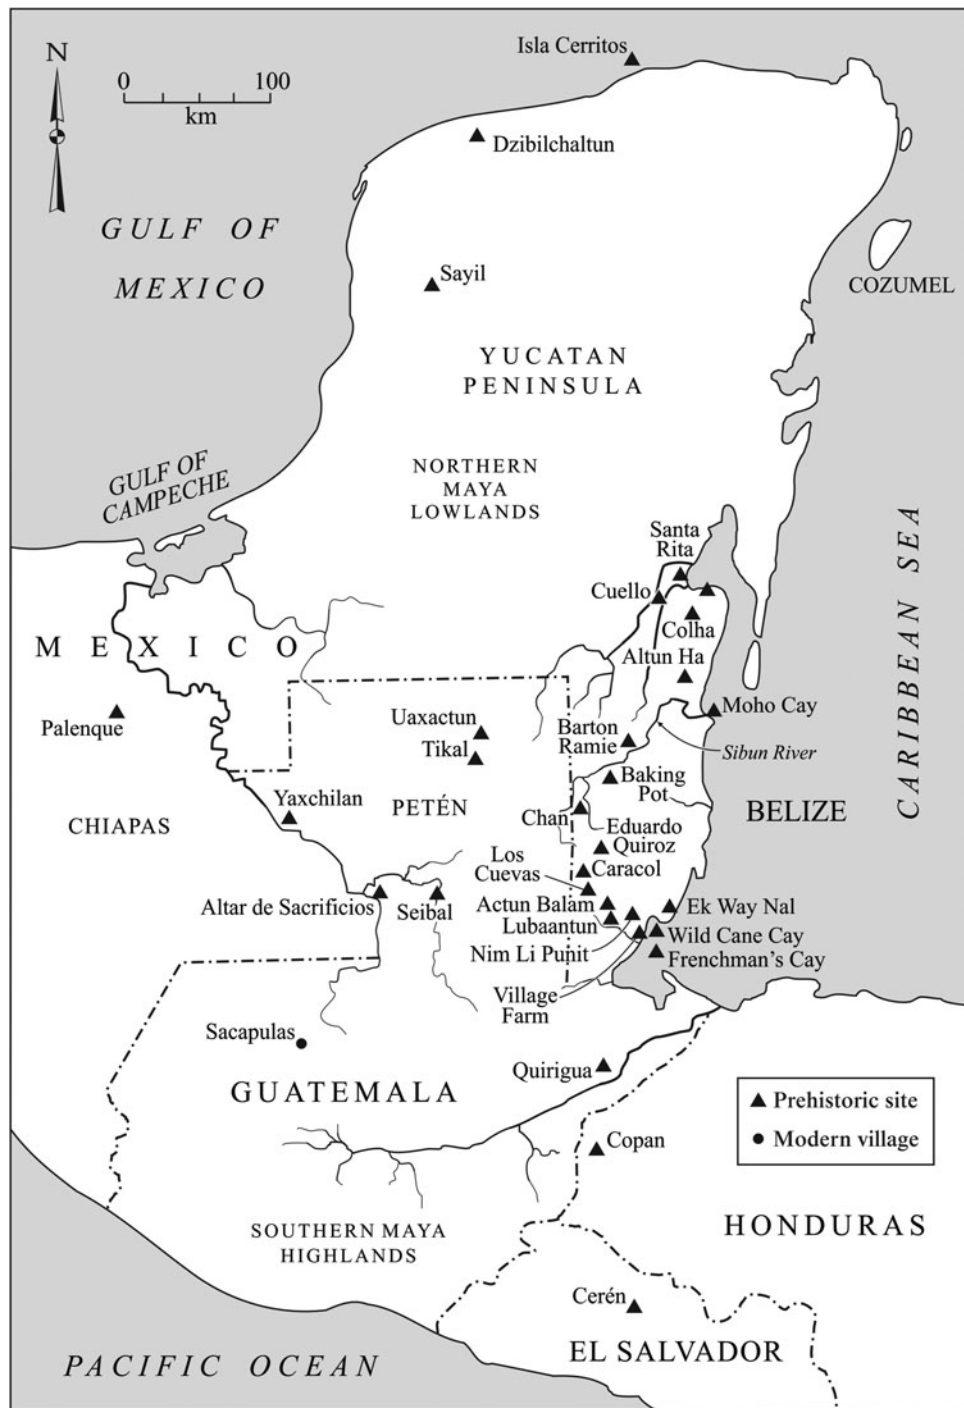 Isla Cerritos
N
0 100
km
Dzibilchaltun
GULF OF
MEXICO
Sayil
COZUMEL
YUCATAN
PENINSULA
GULF OF
CAMPECHE
NORTHERN
MAYA
LOWLANDS
CARIBBEAN SEA
Santa
Rita
Cuello
Colha
MEXICO
Altun Ha
Palenque
Uaxactun
Tikal
Moho Cay
Barton
Ramie
Sibun River
Baking
Pot
Yaxchilan
PETÉN
CHIAPAS
Chan
BELIZE
Eduardo
Quiroz
Los
Cuevas
Caracol
Altar de Sacrificios
Seibal
Actun Balam
Ek Way Nal
Lubaantun
Wild Cane Cay
Nim Li Punit
Frenchman's Cay
Village
Farm
Sacapulas
Quirigua
GUATEMALA
Prehistoric site
Modern village
Copan
SOUTHERN MAYA
HIGHLANDS
HONDURAS
Cerén
EL SALVADOR
PACIFIC OCEAN